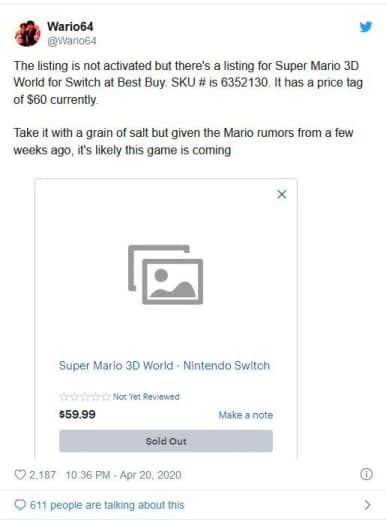 Wario64
@Wario64
The listing is not activated but there's a listing for Super Mario 3D
World for Switch at Best Buy. SKU # is 6352130. It has a price tag
of $60 currently.
Take it with a grain of salt but given the Mario rumors from a few
weeks ago, it's likely this game is coming
Super Mario 3D World - Nintendo Switch
Not Yet Reviewed
$59.99 Make a note
Sold Out
2,187 10:36 PM - Apr 20, 2020
611 people are talking about this